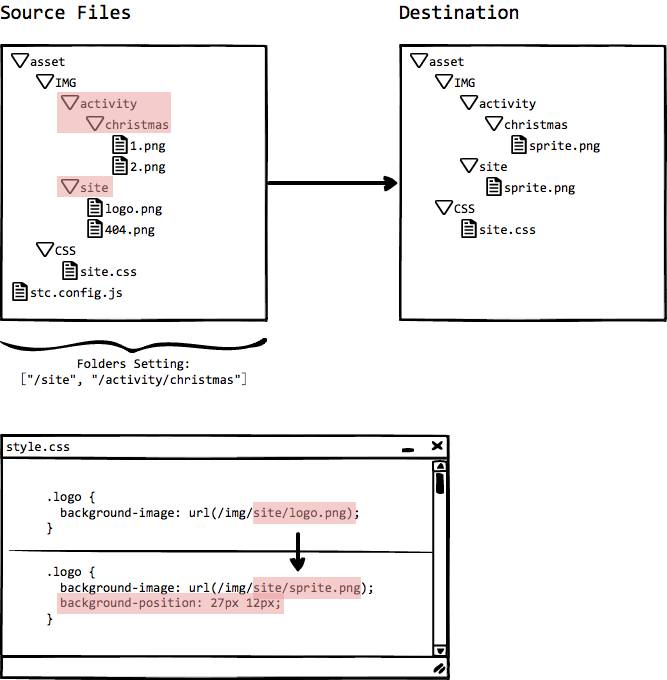 Source Files
asset
IMG
activity
christmas
1.png
2.png
site
logo.png
404.png
CSS
site.css
stc.config.js
Folders Setting:
["/site", "/activity/christmas"]
Destination
asset
IMG
activity
christmas
sprite.png
site
sprite.png
CSS
site.css
style.css
.logo {
background-image: url(/img/site/logo.png);
}
.logo {
background-image: url(/img/site/sprite.png);
background-position: 27px 12px;
}